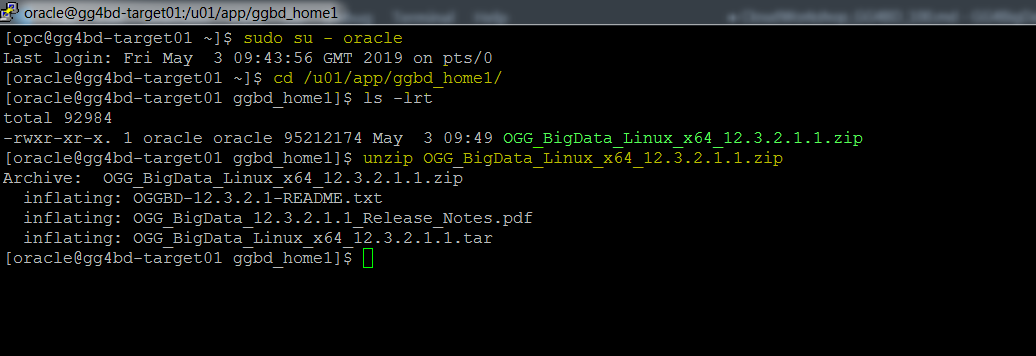 oracle@gg4bd-target01:/u01/app/ggbd_home1
[opc@gg4bd-target01 ~]$ sudo su - oracle
Last login: Fri May  3 09:43:56 GMT 2019 on pts/0
[oracle@gg4bd-target01 ~]$ cd /u01/app/ggbd_home1/
[oracle@gg4bd-target01 ggbd_home1]$ ls -lrt
total 92984
-rwxr-xr-x. 1 oracle oracle 95212174 May  3 09:49 OGG_BigData_Linux_x64_12.3.2.1.1.zip
[oracle@gg4bd-target01 ggbd_home1]$ unzip OGG_BigData_Linux_x64_12.3.2.1.1.zip
Archive:  OGG_BigData_Linux_x64_12.3.2.1.1.zip
  inflating: OGGBD-12.3.2.1-README.txt
  inflating: OGG_BigData_12.3.2.1.1_Release_Notes.pdf
  inflating: OGG_BigData_Linux_x64_12.3.2.1.1.tar
[oracle@gg4bd-target01 ggbd_home1]$